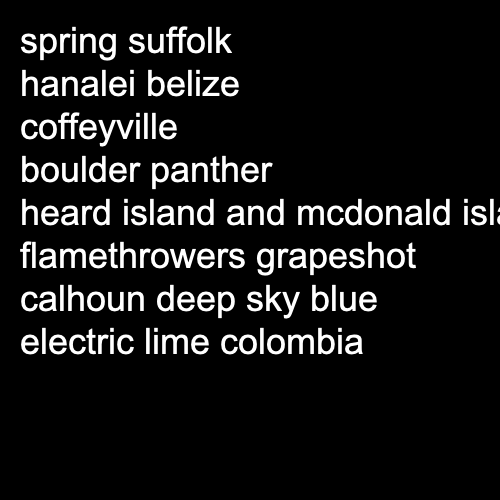 spring suffolk
hanalei belize
coffeyville
boulder panther
heard island and mcdonald
flamethrowers grapeshot
calhoun deep sky blue
electric lime colombia